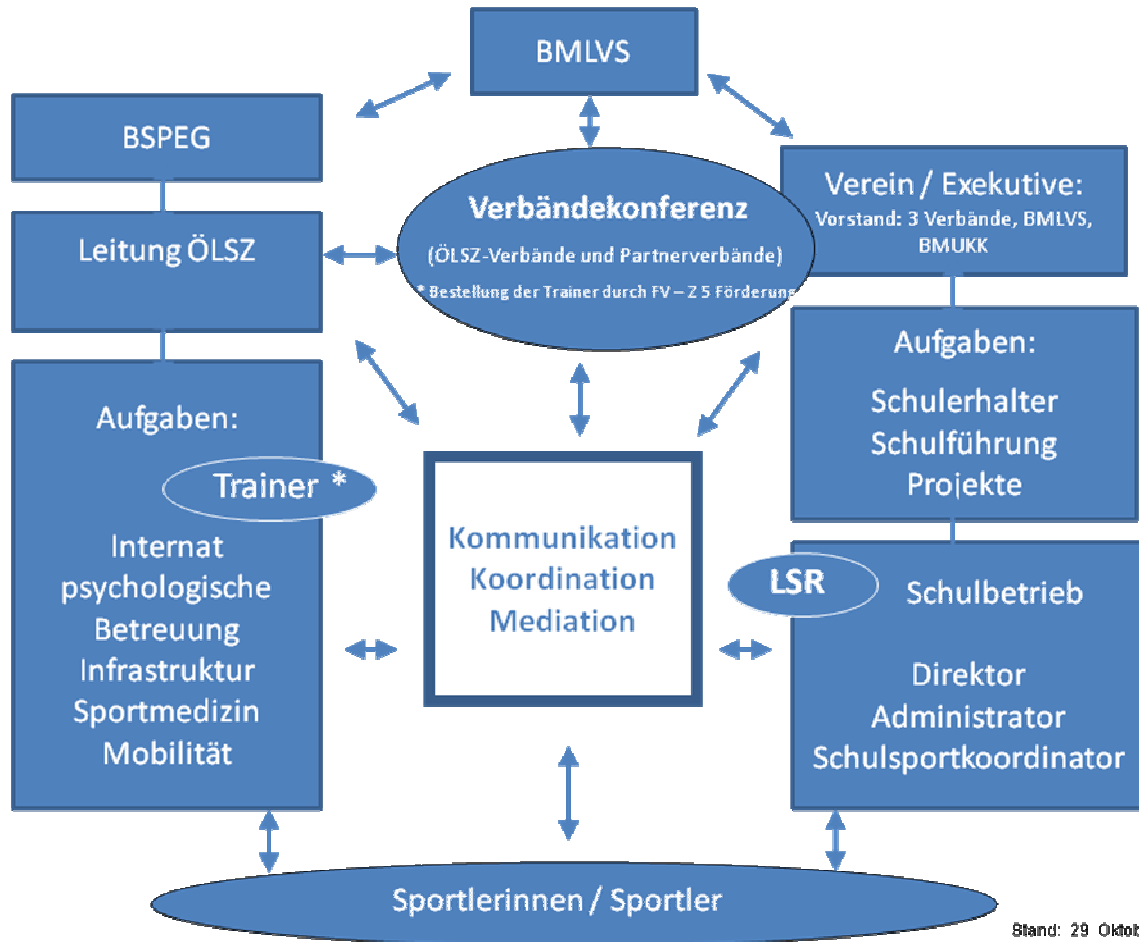 BMLVS
BSPEG
Verein / Exekutive:
Vorstand: 3 Verbände, BMLVS,
BMUKK
Verbändekonferenz
(ÖLSZ-Verbände und Partnerverbände)
* Bestellung der Trainer durch FV – Z 5 Förderung
Leitung ÖLSZ
Aufgaben:
Schulerhalter
Schulführung
Projekte
Aufgaben:
Trainer *
Internat
psychologische
Betreuung
Infrastruktur
Sportmedizin
Mobilität
Kommunikation
Koordination
Mediation
LSR
Schulbetrieb
Direktor
Administrator
Schulsportkoordinator
Sportlerinnen / Sportler
Stand: 29 Oktob